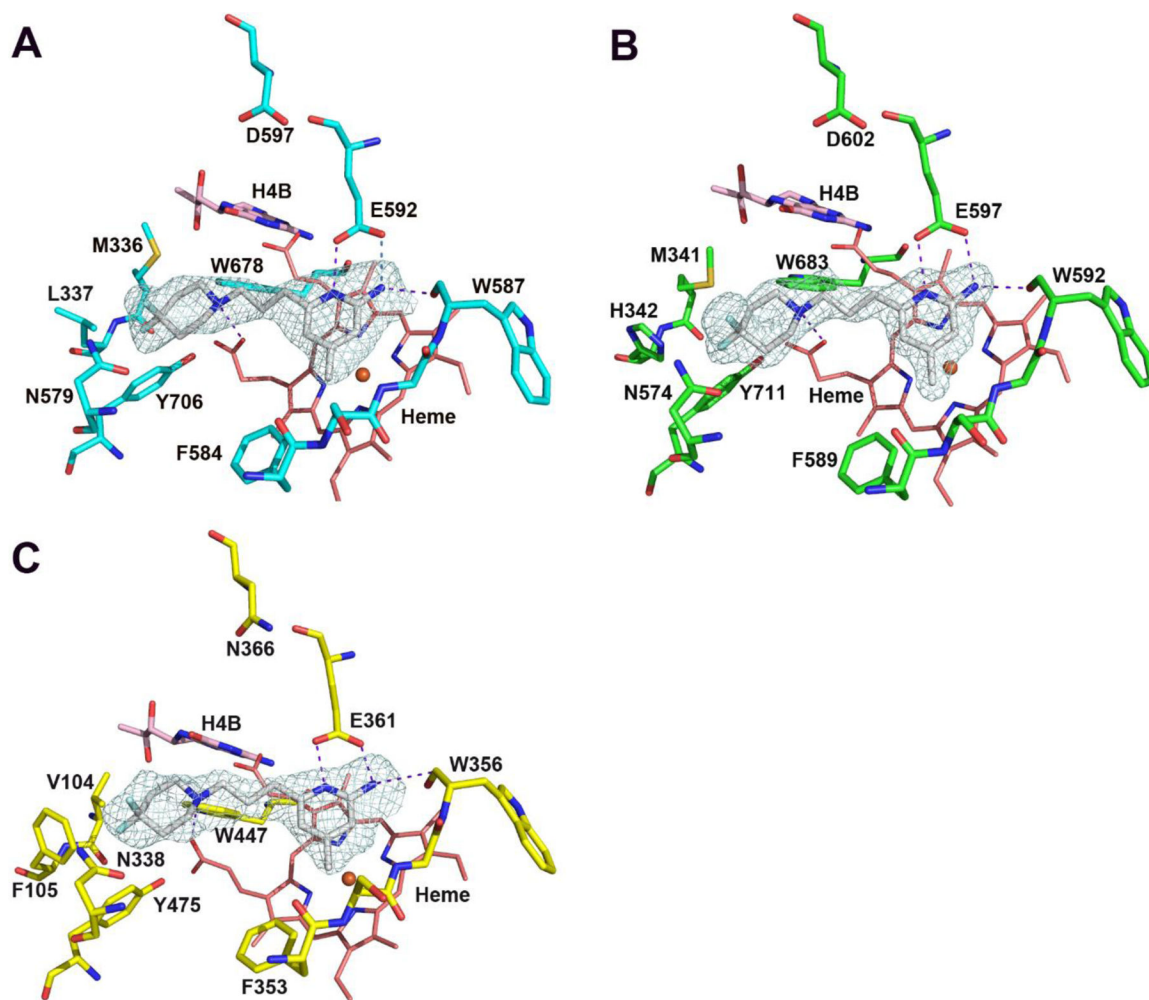 A
D597
H4B
E592
M336
W678
W587
L337
N579
Y706
Heme
F584
B
D602
H4B
E597
M341
W683
W592
H342
N574
Y711
Heme
F589
C
N366
H4B
E361
W356
V104
W447
N338
F105
Y475
Heme
F353